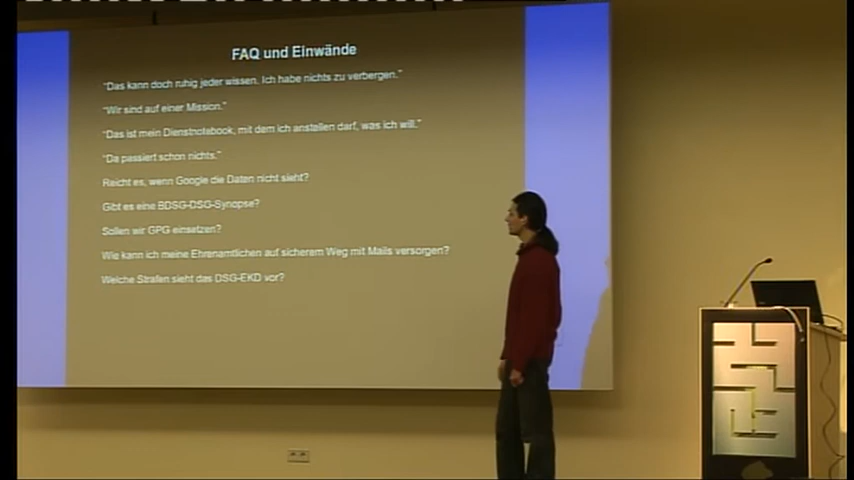 FAQ und Einwände
"Das kann doch ruhig jeder wissen. Ich habe nichts zu verbergen."
"Wir sind auf einer Mission."
"Das ist mein Dienstnotebook, mit dem ich anstellen darf, was ich will."
"Da passiert schon nichts."
Reicht es, wenn Google die Daten nicht sieht?
Gibt es eine BDSG-DSG-Synopse?
Sollen wir GPG einsetzen?
Wie kann ich meine Ehrenamtlichen auf sicherem Weg mit Mails versorgen?
Welche Strafen sieht das DSG-EKD vor?